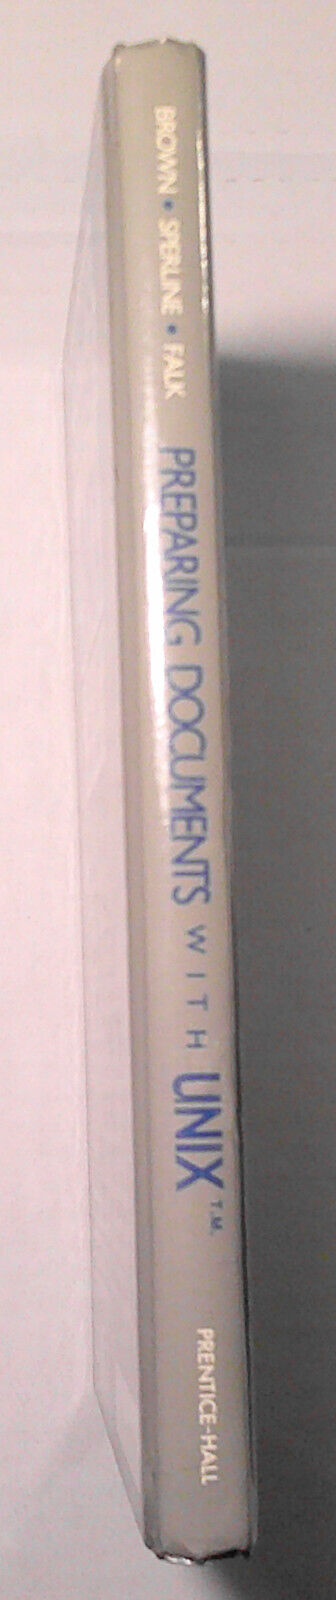 BROWN • SPERLINE • FALK
PREPARING DOCUMENTS WITH UNIX T.M.
PRENTICE-HALL